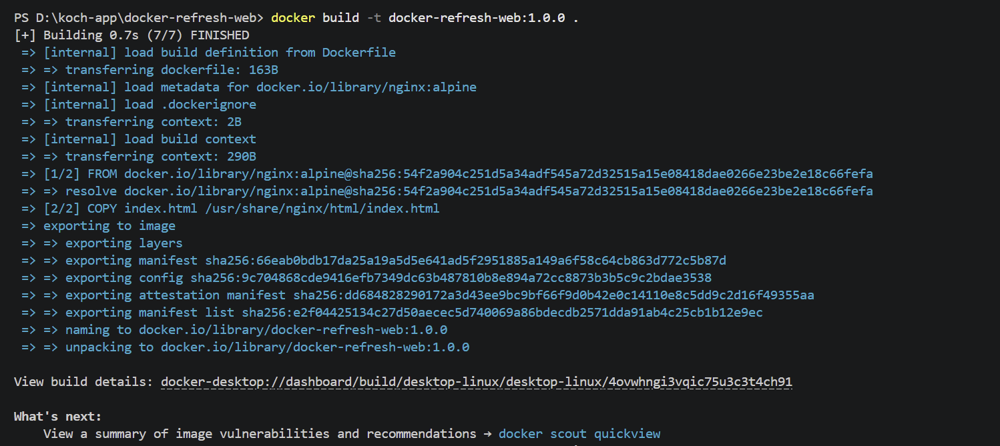 PS D:\koch-app\docker-refresh-web> docker build -t docker-refresh-web:1.0.0 .
[+] Building 0.7s (7/7) FINISHED
=> [internal] load build definition from Dockerfile
=> => transferring dockerfile: 163B
=> [internal] load metadata for docker.io/library/nginx:alpine
=> [internal] load .dockerignore
=> => transferring context: 2B
=> [internal] load build context
=> => transferring context: 290B
=> [1/2] FROM docker.io/library/nginx:alpine@sha256:54f2a904c251d5a34adf545a72d32515a15e08418dae0266e23be2e18c66fefa
=> => resolve docker.io/library/nginx:alpine@sha256:54f2a904c251d5a34adf545a72d32515a15e08418dae0266e23be2e18c66fefa
=> [2/2] COPY index.html /usr/share/nginx/html/index.html
=> exporting to image
=> => exporting layers
=> => exporting manifest sha256:66eab0bdb17da25a19a5d5e641ad5f2951885a149a6f58c64cb863d772c5b87d
=> => exporting config sha256:9c704868cde9416efb7349dc63b487810b8e894a72cc8873b3b5c9c2bdae3538
=> => exporting attestation manifest sha256:dd684828290172a3d43ee9bc9bf66f9d0b42e0c14110e8c5dd9c2d16f49355aa
=> => exporting manifest list sha256:e2f04425134c27d50aecec5d740069a86bdecdb2571dda91ab4c25cb1b12e9ec
=> => naming to docker.io/library/docker-refresh-web:1.0.0
=> => unpacking to docker.io/library/docker-refresh-web:1.0.0
View build details: docker-desktop://dashboard/build/desktop-linux/desktop-linux/4ovwhngi3vqic75u3c3t4ch91
What's next:
View a summary of image vulnerabilities and recommendations → docker scout quickview